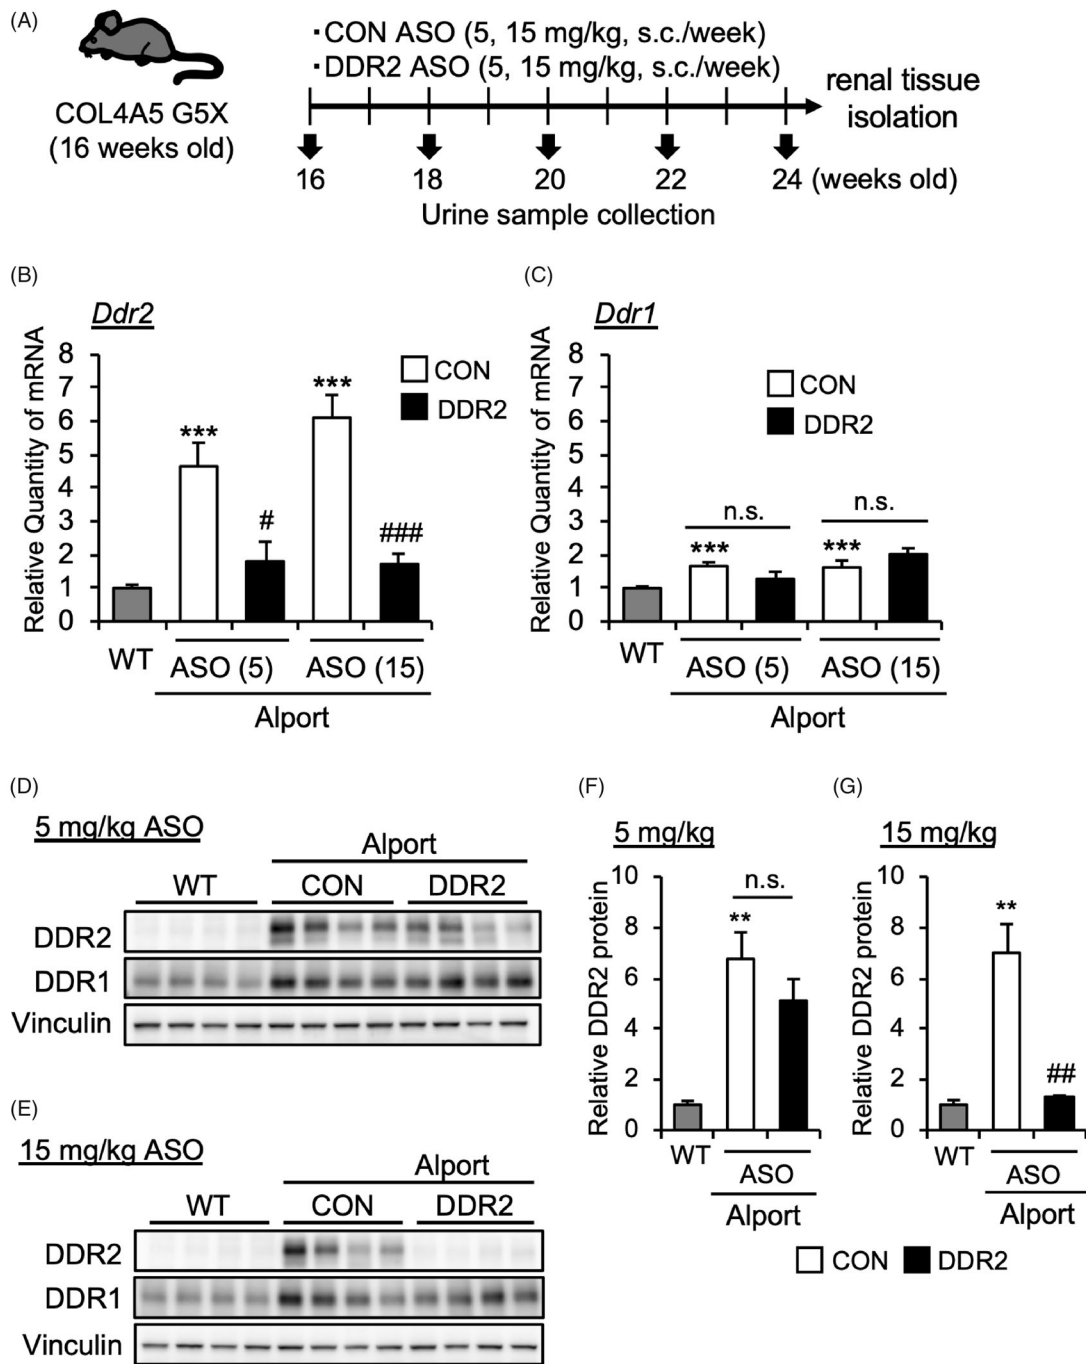 (A)
・CON ASO (5, 15 mg/kg, s.c./week)
・DDR2 ASO (5, 15 mg/kg, s.c./week)
COL4A5 G5X
(16 weeks old)
renal tissue
isolation
16 18 20 22 24 (weeks old)
Urine sample collection
(B)
Ddr2
Relative Quantity of mRNA
8
7
6
5
4
3
2
1
0
CON
DDR2
***
#
***
###
WT
ASO (5) ASO (15)
Alport
(C)
Ddr1
Relative Quantity of mRNA
8
7
6
5
4
3
2
1
0
CON
DDR2
n.s.
n.s.
***
***
WT
ASO (5) ASO (15)
Alport
(D)
5 mg/kg ASO
Alport
WT CON DDR2
DDR2
DDR1
Vinculin
(E)
15 mg/kg ASO
Alport
WT CON DDR2
DDR2
DDR1
Vinculin
(F)
5 mg/kg
Relative DDR2 protein
10
8
6
4
2
0
n.s.
**
WT
ASO
Alport
(G)
15 mg/kg
Relative DDR2 protein
10
8
6
4
2
0
**
##
WT
ASO
Alport
CON DDR2